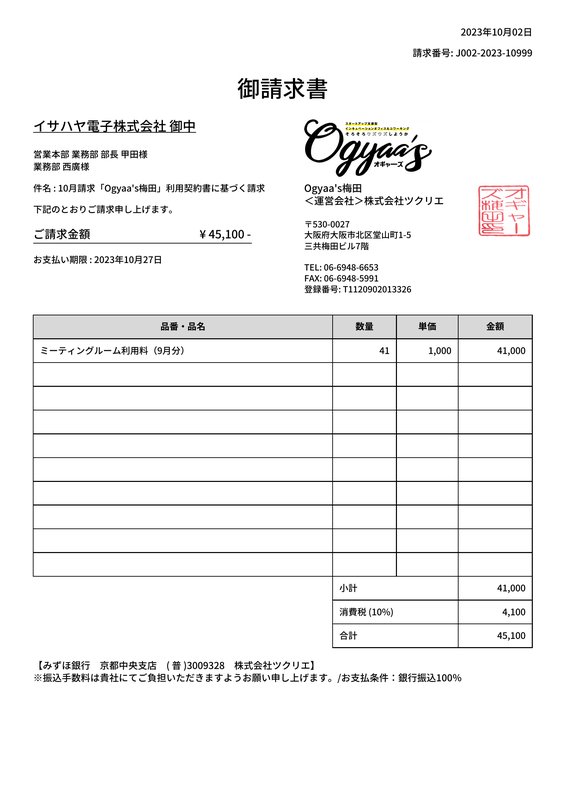 2023年10月02日
請求番号: J002-2023-10999
御請求書
イサハヤ電子株式会社 御中
営業本部 業務部 部長 甲田様
業務部 西廣様
件名 : 10月請求「Ogyaa's梅田」利用契約書に基づく請求
下記のとおりご請求申し上げます。
ご請求金額 ¥ 45,100 -
お支払い期限 : 2023年10月27日
スタートアップ支援型
インキュベーションオフィス&コワーキング
そろそろウズウズしようか
Ogyaa's
オギャーズ
Ogyaa's梅田
＜運営会社＞株式会社ツクリエ
〒530-0027
大阪府大阪市北区堂山町1-5
三共梅田ビル7階
TEL: 06-6948-6653
FAX: 06-6948-5991
登録番号: T1120902013326
オギャー
ズ梅田印
品番・品名 数量 単価 金額
ミーティングルーム利用料（9月分） 41 1,000 41,000
小計 41,000
消費税 (10%) 4,100
合計 45,100
【みずほ銀行　京都中央支店　( 普 )3009328　株式会社ツクリエ】
※振込手数料は貴社にてご負担いただきますようお願い申し上げます。/お支払条件：銀行振込100%